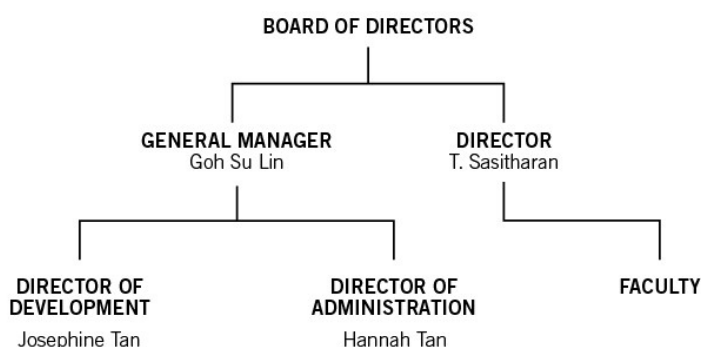 BOARD OF DIRECTORS
GENERAL MANAGER
Goh Su Lin
DIRECTOR
T. Sasitharan
DIRECTOR OF
DEVELOPMENT
Josephine Tan
DIRECTOR OF
ADMINISTRATION
Hannah Tan
FACULTY